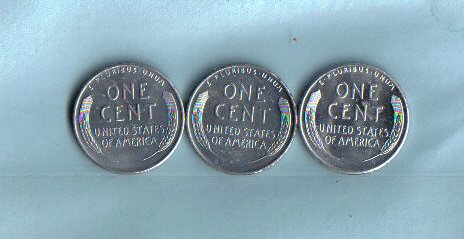 E·PLURIBUS·UNUM
ONE
CENT
UNITED STATES
OF AMERICA
E·PLURIBUS·UNUM
ONE
CENT
UNITED STATES
OF AMERICA
E·PLURIBUS·UNUM
ONE
CENT
UNITED STATES
OF AMERICA